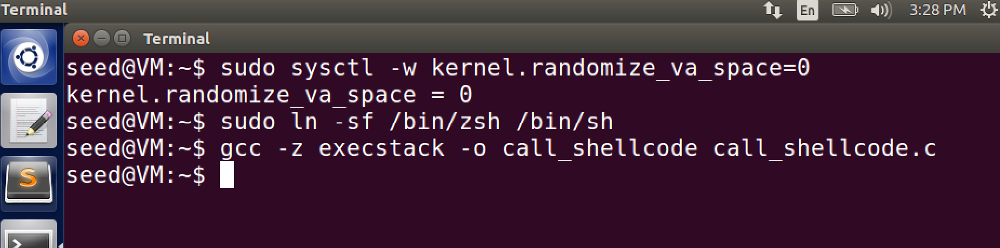 Terminal
En
3:28 PM
Terminal
seed@VM:~$ sudo sysctl -w kernel.randomize_va_space=0
kernel.randomize_va_space = 0
seed@VM:~$ sudo ln -sf /bin/zsh /bin/sh
seed@VM:~$ gcc -z execstack -o call_shellcode call_shellcode.c
seed@VM:~$